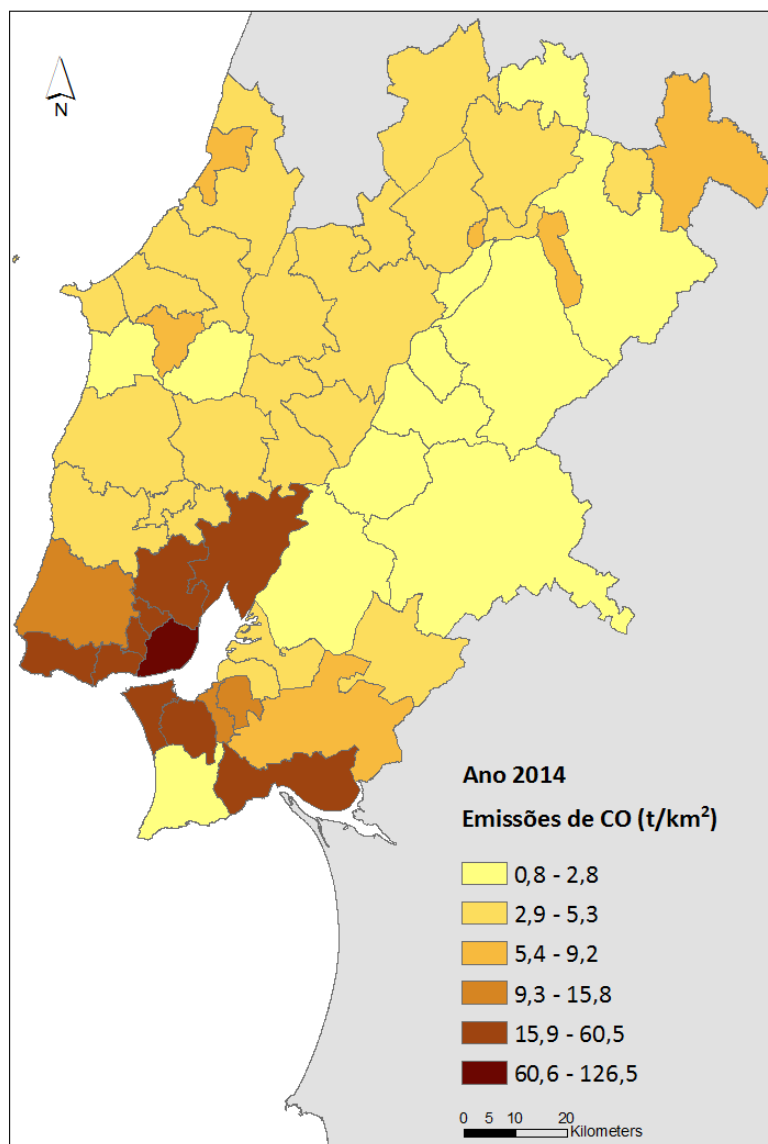 N
Ano 2014
Emissões de CO (t/km²)
0,8 - 2,8
2,9 - 5,3
5,4 - 9,2
9,3 - 15,8
15,9 - 60,5
60,6 - 126,5
0 5 10 20
Kilometers